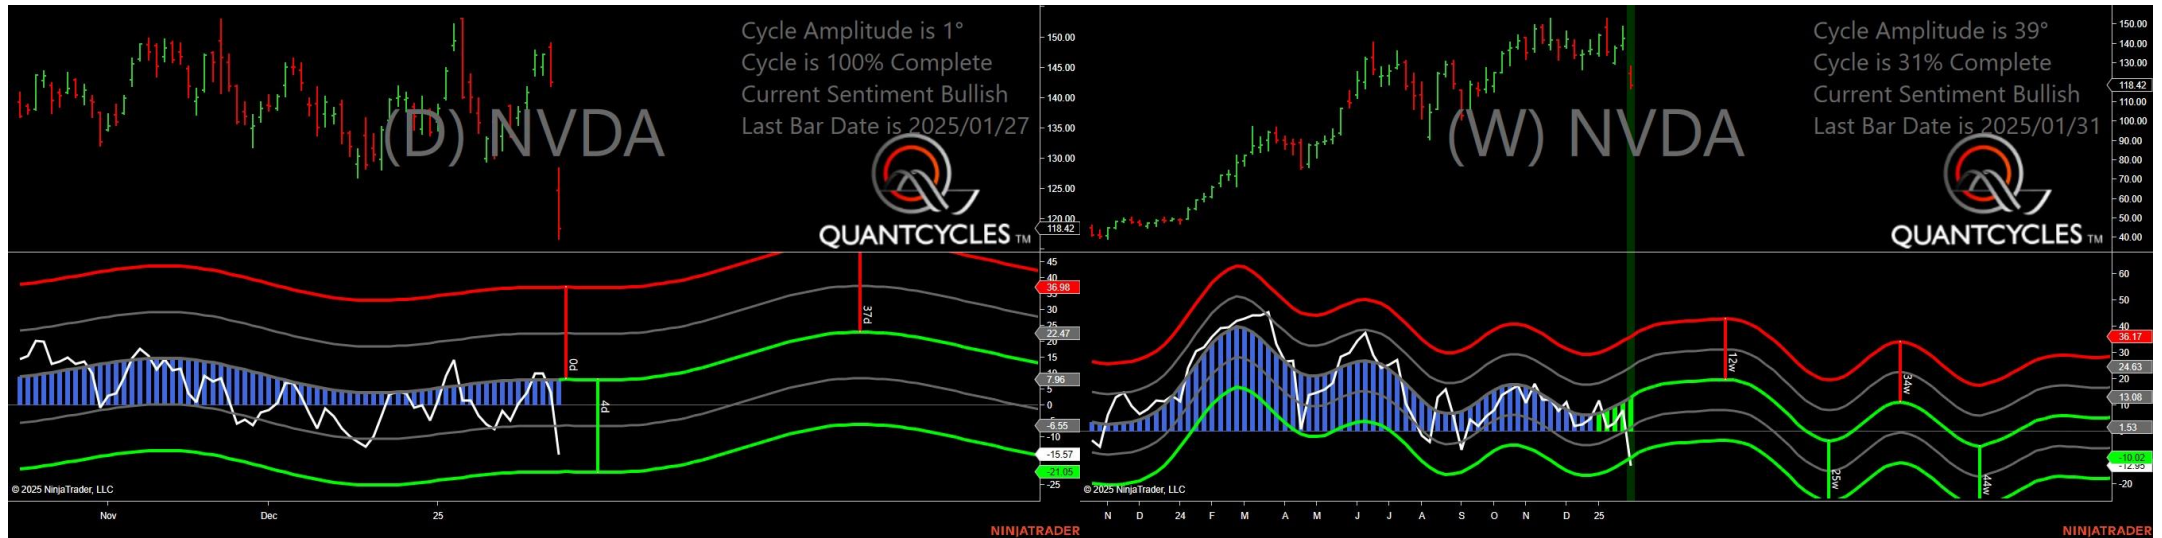 Cycle Amplitude is 1°
Cycle is 100% Complete
Current Sentiment Bullish
Last Bar Date is 2025/01/27
(D) NVDA
QUANTCYCLES TM
150.00
145.00
140.00
135.00
130.00
125.00
120.00
118.42
45
40
36.98
35
30
25
22.47
20
15
7.96
5
0
-6.55
-10
-15.57
-21.05
-25
0d
4d
37d
© 2025 NinjaTrader, LLC
Nov
Dec
25
NINJATRADER
Cycle Amplitude is 39°
Cycle is 31% Complete
Current Sentiment Bullish
Last Bar Date is 2025/01/31
(W) NVDA
QUANTCYCLES TM
150.00
140.00
130.00
118.42
110.00
100.00
90.00
80.00
70.00
60.00
50.00
40.00
60
50
40
36.17
30
24.63
20
13.08
10
1.53
-10.02
-12.95
-20
12w
25w
34w
44w
© 2025 NinjaTrader, LLC
N
D
24
F
M
A
M
J
J
A
S
O
N
D
25
NINJATRADER